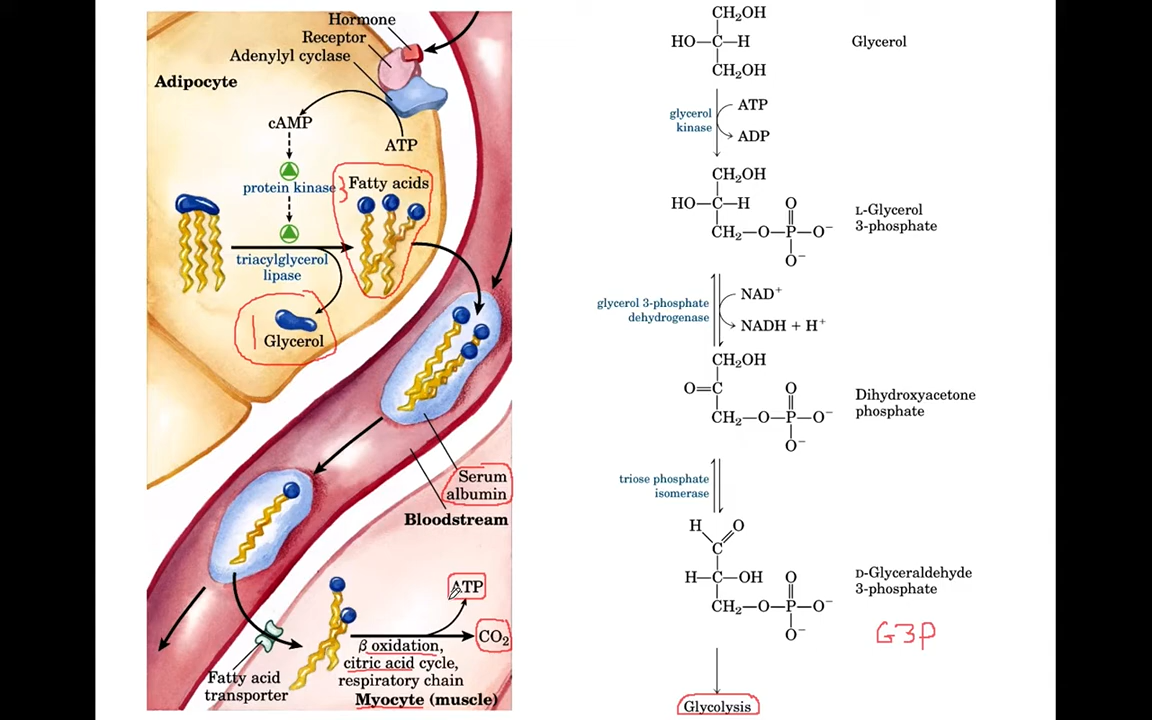 Hormone
Receptor
Adenylyl cyclase
Adipocyte
cAMP
ATP
protein kinase
3 Fatty acids
triacylglycerol
lipase
1
Glycerol
Serum
albumin
Bloodstream
ATP
CO₂
β oxidation,
citric acid cycle,
respiratory chain
Fatty acid
transporter
Myocyte (muscle)
CH₂OH
HO—C—H
CH₂OH
Glycerol
glycerol
kinase
ATP
ADP
CH₂OH
HO—C—H O
CH₂—O—P—O⁻
O⁻
L-Glycerol
3-phosphate
glycerol 3-phosphate
dehydrogenase
NAD⁺
NADH + H⁺
CH₂OH
O=C O
CH₂—O—P—O⁻
O⁻
Dihydroxyacetone
phosphate
triose phosphate
isomerase
H O
C
H—C—OH O
CH₂—O—P—O⁻
O⁻
D-Glyceraldehyde
3-phosphate
G3P
Glycolysis